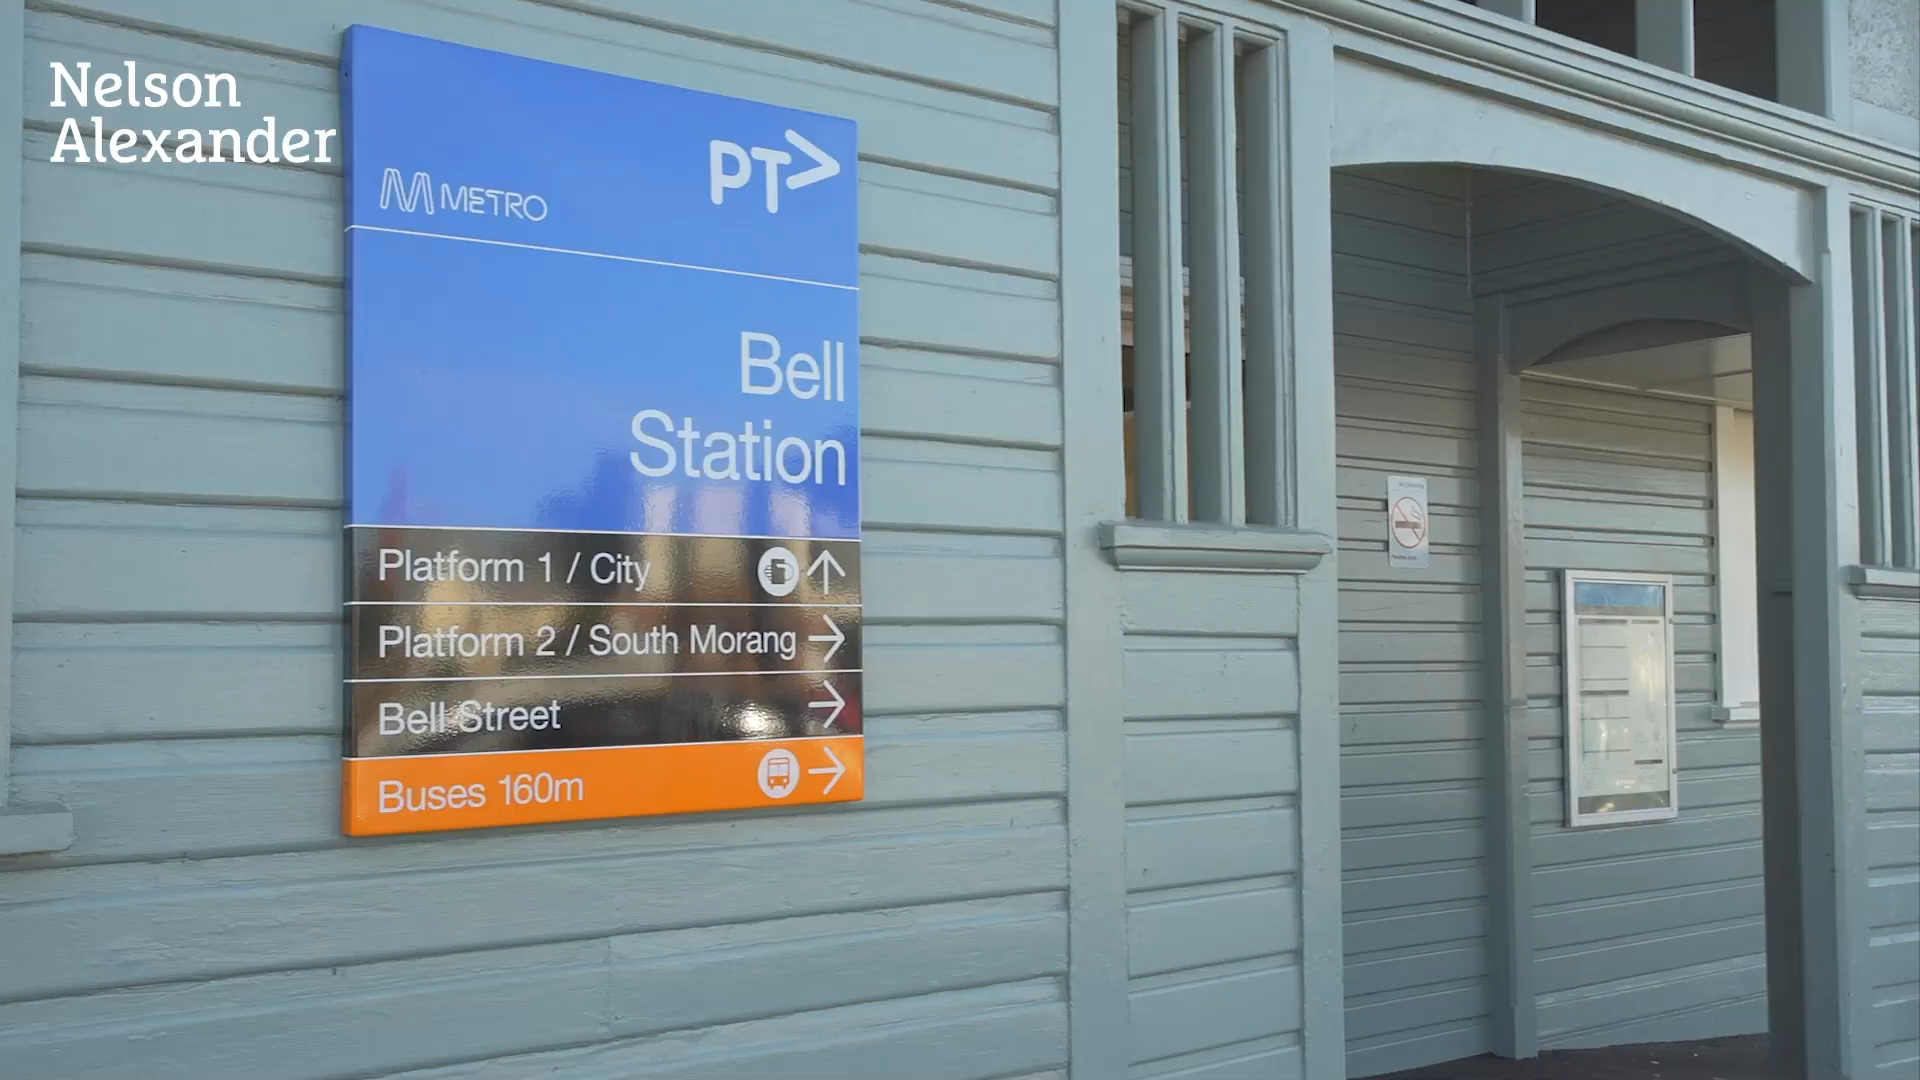 Nelson
Alexander
METRO
PT>
Bell
Station
Platform 1 / City
Platform 2 / South Morang
Bell Street
Buses 160m